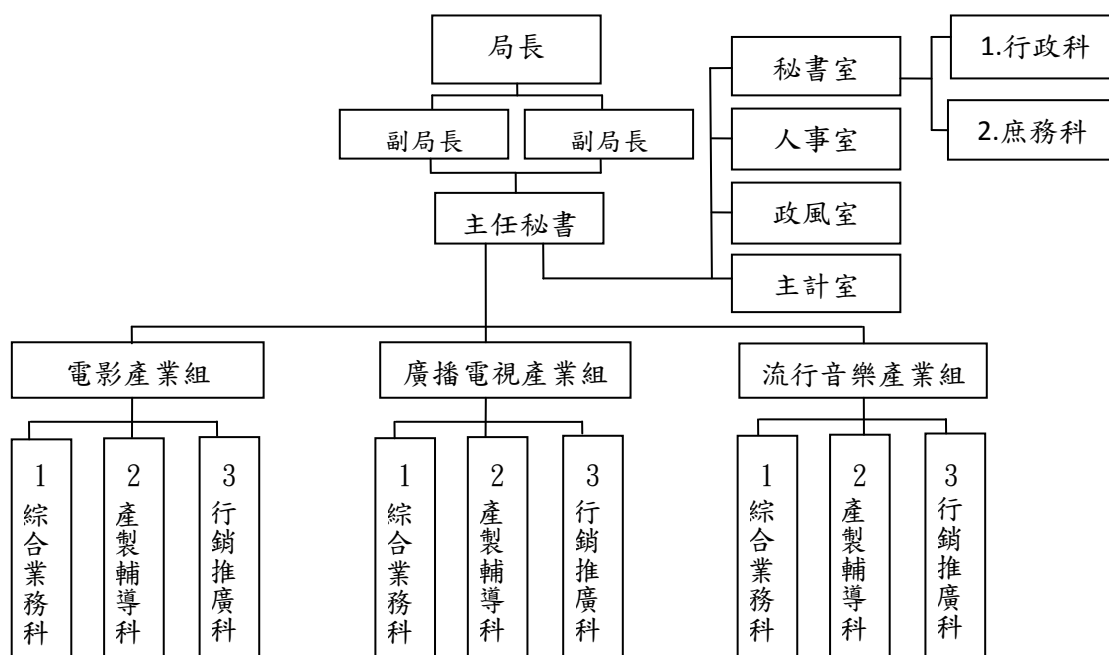 局長
副局長
副局長
主任秘書
秘書室
人事室
政風室
主計室
1.行政科
2.庶務科
電影產業組
廣播電視產業組
流行音樂產業組
1綜合業務科
2產製輔導科
3行銷推廣科
1綜合業務科
2產製輔導科
3行銷推廣科
1綜合業務科
2產製輔導科
3行銷推廣科